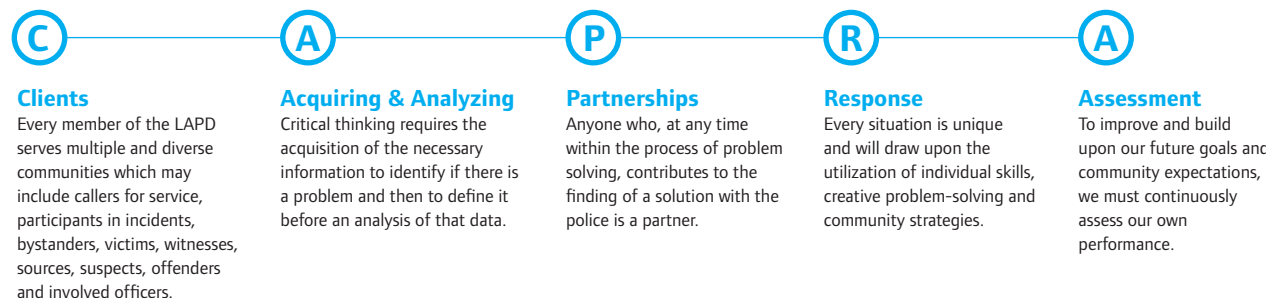 C
A
P
R
A
Clients
Every member of the LAPD
serves multiple and diverse
communities which may
include callers for service,
participants in incidents,
bystanders, victims, witnesses,
sources, suspects, offenders
and involved officers.
Acquiring & Analyzing
Critical thinking requires the
acquisition of the necessary
information to identify if there is
a problem and then to define it
before an analysis of that data.
Partnerships
Anyone who, at any time
within the process of problem
solving, contributes to the
finding of a solution with the
police is a partner.
Response
Every situation is unique
and will draw upon the
utilization of individual skills,
creative problem-solving and
community strategies.
Assessment
To improve and build
upon our future goals and
community expectations,
we must continuously
assess our own
performance.